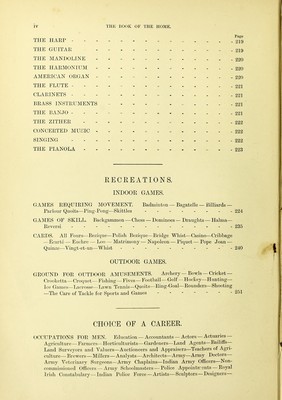 iv THE BOOK OF THE HOME.
Page
THE HARP - 219
THE GUITAR - 219
THE MANDOLINE - 220
THE HARMONIUM - 220
AMERICAN ORGAN - 220
THE FLUTE - 221
CLARINETS - 221
BRASS INSTRUMENTS - 221
THE BANJO - 221
THE ZITHER - 222
CONCERTED MUSIC - 222
SINGING - 222
THE PIANOLA - 223
RECREATIONS.
INDOOR GAMES.
GAMES REQUIRING MOVEMENT. Badminton—Bagatelle—Billiards—
Parlour Quoits—Ping-Pong—Skittles - 224
GAMES OF SKILL. Backgammon—Chess—Dominoes—Draughts—Halma—
Reversi - 225
CARDS. All Fours—Bezique—Polish Bezique—Bridge Whist—Casino—Cribbage
—Ecarté—Euchre—Loo—Matrimony—Napoleon—Piquet—Pope Joan—
Quinze—Vingt-et-un—Whist - 240
OUTDOOR GAMES.
GROUND FOR OUTDOOR AMUSEMENTS. Archery—Bowls—Cricket—
Crocketta—Croquet—Fishing—Fives—Football—Golf—Hockey—Hunting—
Ice Games—Lacrosse—Lawn Tennis—Quoits—Ring-Goal—Rounders—Shooting
—The Care of Tackle for Sports and Games - 251
CHOICE OF A CAREER.
OCCUPATIONS FOR MEN. Education—Accountants—Actors—Actuaries—
Agriculture—Farmers—Horticulturists—Gardeners—Land Agents—Bailiffs—
Land Surveyors and Valuers—Auctioneers and Appraisers—Teachers of Agri-
culture—Brewers—Millers—Analysts—Architects—Army—Army Doctors—
Army Veterinary Surgeons—Army Chaplains—Indian Army Officers—Non-
commissioned Officers—Army Schoolmasters—Police Appointments—Royal
Irish Constabulary—Indian Police Force—Artists—Sculptors—Designers—